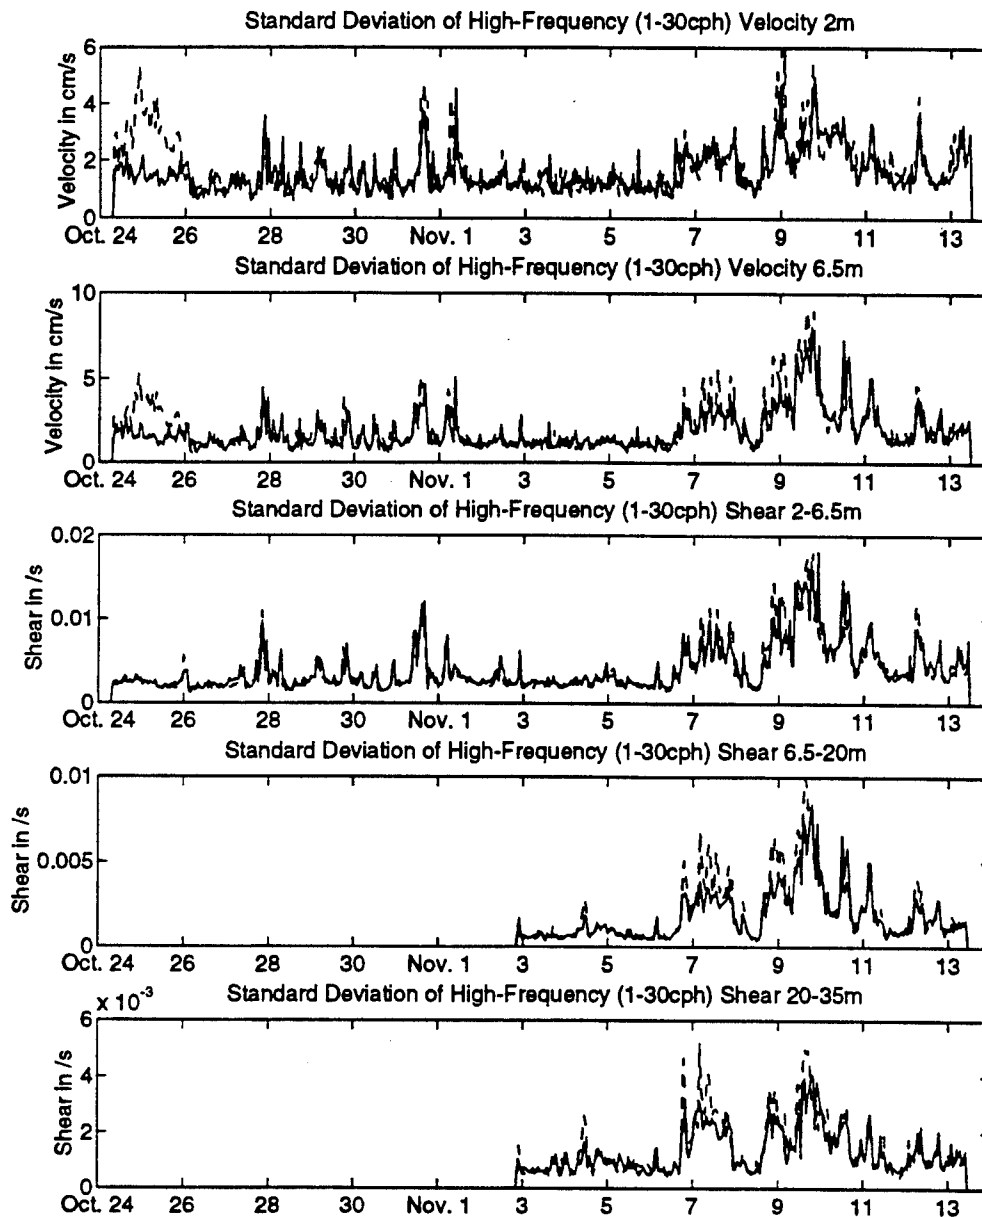 Standard Deviation of High-Frequency (1-30cph) Velocity 2m
6
4
2
0
Velocity in cm/s
Oct. 24 26 28 30 Nov. 1 3 5 7 9 11 13
Standard Deviation of High-Frequency (1-30cph) Velocity 6.5m
10
5
0
Velocity in cm/s
Oct. 24 26 28 30 Nov. 1 3 5 7 9 11 13
Standard Deviation of High-Frequency (1-30cph) Shear 2-6.5m
0.02
0.01
0
Shear in /s
Oct. 24 26 28 30 Nov. 1 3 5 7 9 11 13
Standard Deviation of High-Frequency (1-30cph) Shear 6.5-20m
0.01
0.005
0
Shear in /s
Oct. 24 26 28 30 Nov. 1 3 5 7 9 11 13
x 10-3 Standard Deviation of High-Frequency (1-30cph) Shear 20-35m
6
4
2
0
Shear in /s
Oct. 24 26 28 30 Nov. 1 3 5 7 9 11 13